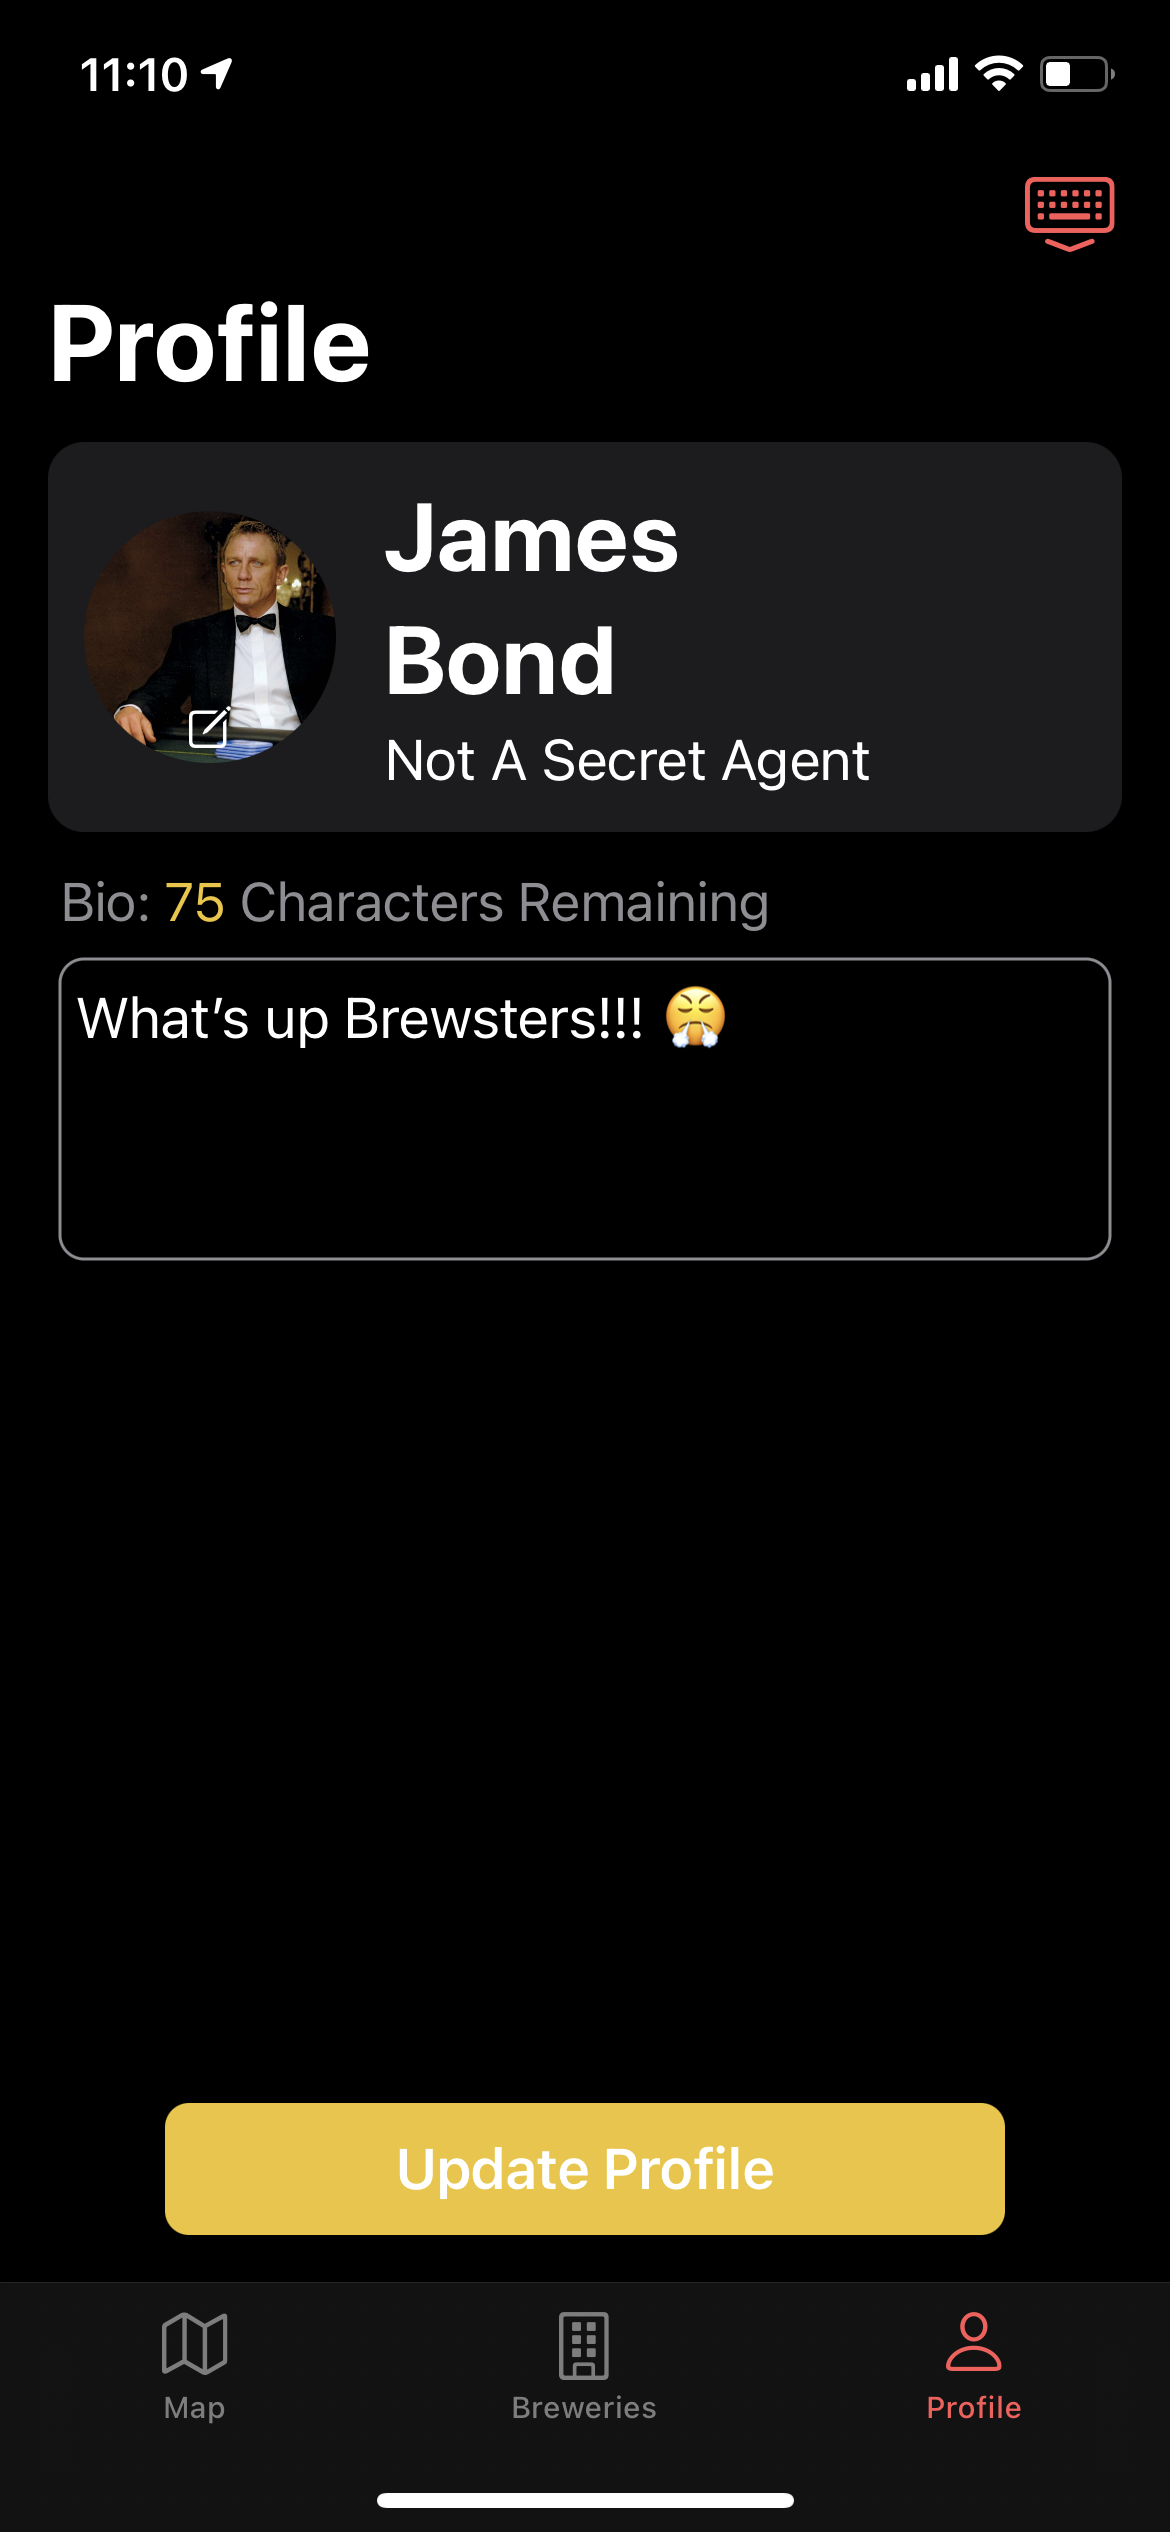 11:10
Profile
James
Bond
Not A Secret Agent
Bio: 75 Characters Remaining
What’s up Brewsters!!! 😤
Update Profile
Map
Breweries
Profile